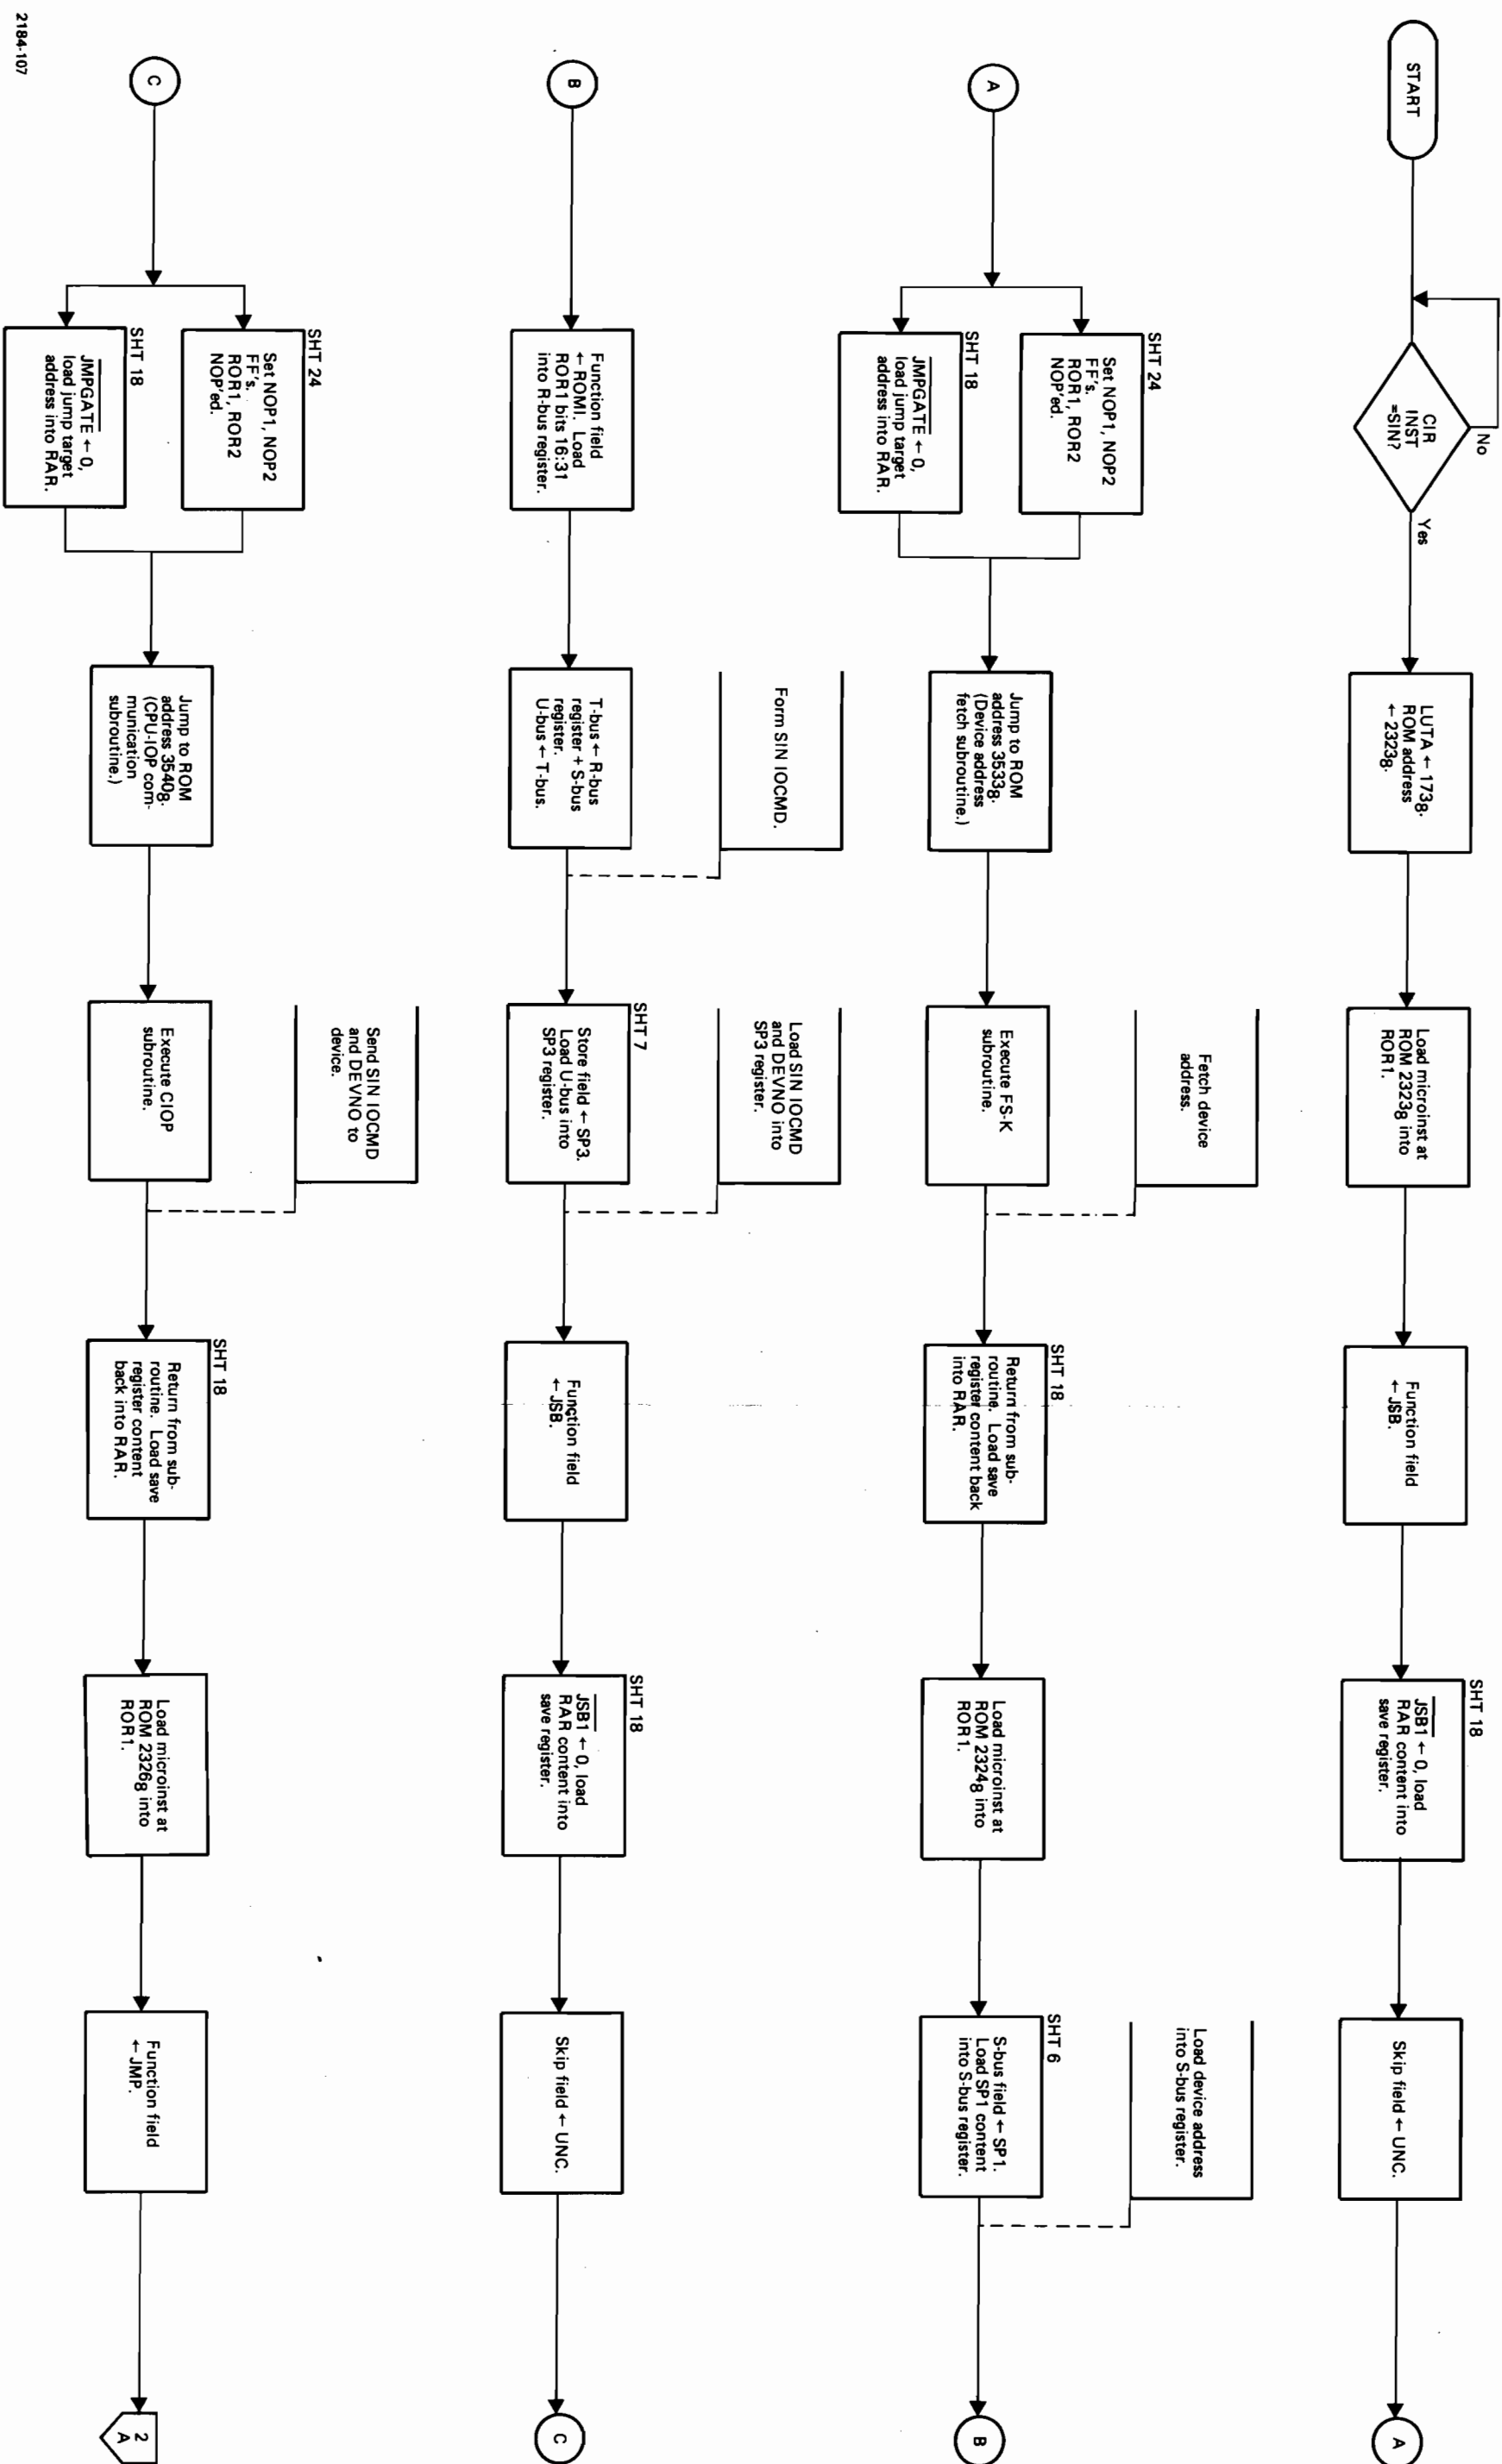 START
CIR
INST
=SIN?
No
Yes
LUTA ← 173₈.
ROM address
← 2323₈.
Load microinst at
ROM 2323₈ into
ROR1.
Function field
← JSB.
SHT 18
JSB1 ← 0, load
RAR content into
save register.
Skip field ← UNC.
A
A
SHT 24
Set NOP1, NOP2
FF's.
ROR1, ROR2
NOP'ed.
SHT 18
JMPGATE ← 0,
load jump target
address into RAR.
Jump to ROM
address 3533₈.
(Device address
fetch subroutine.)
Fetch device
address.
Execute FS-K
subroutine.
SHT 18
Return from sub-
routine. Load save
register content back
into RAR.
Load microinst at
ROM 2324₈ into
ROR1.
Load device address
into S-bus register.
SHT 6
S-bus field ← SP1.
Load SP1 content
into S-bus register.
B
B
Function field
← ROMI. Load
ROR1 bits 16:31
into R-bus register.
Form SIN IOCMD.
T-bus ← R-bus
register + S-bus
register.
U-bus ← T-bus.
Load SIN IOCMD
and DEVNO into
SP3 register.
SHT 7
Store field ← SP3.
Load U-bus into
SP3 register.
Function field
← JSB.
SHT 18
JSB1 ← 0, load
RAR content into
save register.
Skip field ← UNC.
C
C
SHT 24
Set NOP1, NOP2
FF's.
ROR1, ROR2
NOP'ed.
SHT 18
JMPGATE ← 0,
load jump target
address into RAR.
Jump to ROM
address 3540₈.
(CPU-IOP com-
munication
subroutine.)
Send SIN IOCMD
and DEVNO to
device.
Execute CIOP
subroutine.
SHT 18
Return from sub-
routine. Load save
register content
back into RAR.
Load microinst at
ROM 2326₈ into
ROR1.
Function field
← JMP.
2
A
2184-107